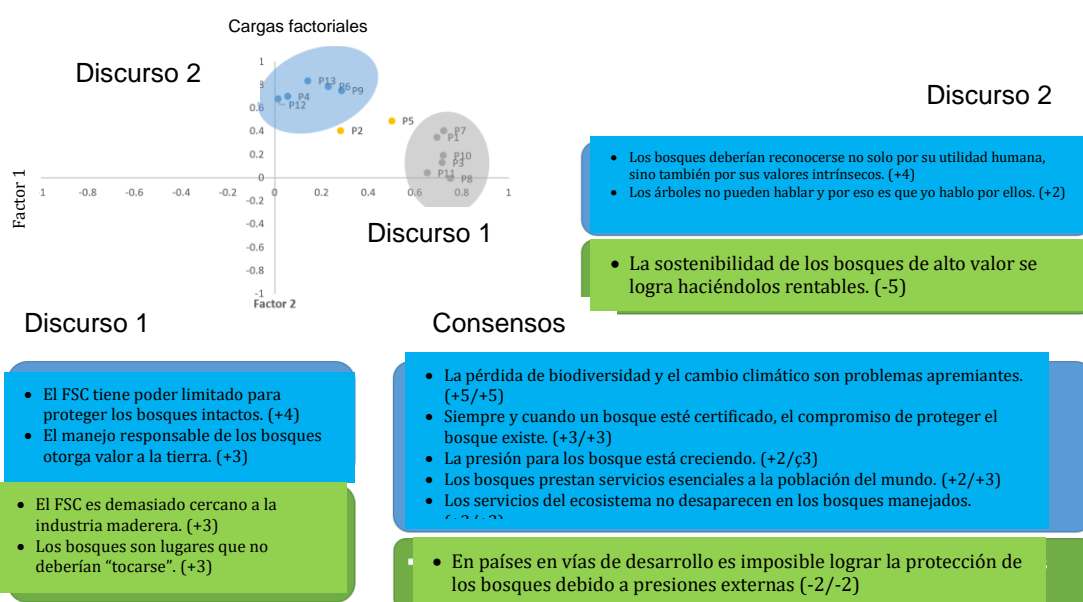 Cargas factoriales
Discurso 2
1
0.6
0.4
0.2
0
-0.2
-0.4
-0.6
-0.8
-1
1
-0.8
-0.6
-0.4
-0.2
0
0.2
0.4
0.6
0.8
1
P13
P6
P9
P4
P12
P2
P5
P7
P1
P10
P3
P11
P8
Factor 1
Factor 2
Discurso 1
Discurso 2
• Los bosques deberían reconocerse no solo por su utilidad humana,
sino también por sus valores intrínsecos. (+4)
• Los árboles no pueden hablar y por eso es que yo hablo por ellos. (+2)
• La sostenibilidad de los bosques de alto valor se
logra haciéndolos rentables. (-5)
Discurso 1
• El FSC tiene poder limitado para
proteger los bosques intactos. (+4)
• El manejo responsable de los bosques
otorga valor a la tierra. (+3)
• El FSC es demasiado cercano a la
industria maderera. (+3)
• Los bosques son lugares que no
deberían “tocarse”. (+3)
Consensos
• La pérdida de biodiversidad y el cambio climático son problemas apremiantes.
(+5/+5)
• Siempre y cuando un bosque esté certificado, el compromiso de proteger el
bosque existe. (+3/+3)
• La presión para los bosque está creciendo. (+2/ç3)
• Los bosques prestan servicios esenciales a la población del mundo. (+2/+3)
• Los servicios del ecosistema no desaparecen en los bosques manejados.
• En países en vías de desarrollo es imposible lograr la protección de
los bosques debido a presiones externas (-2/-2)